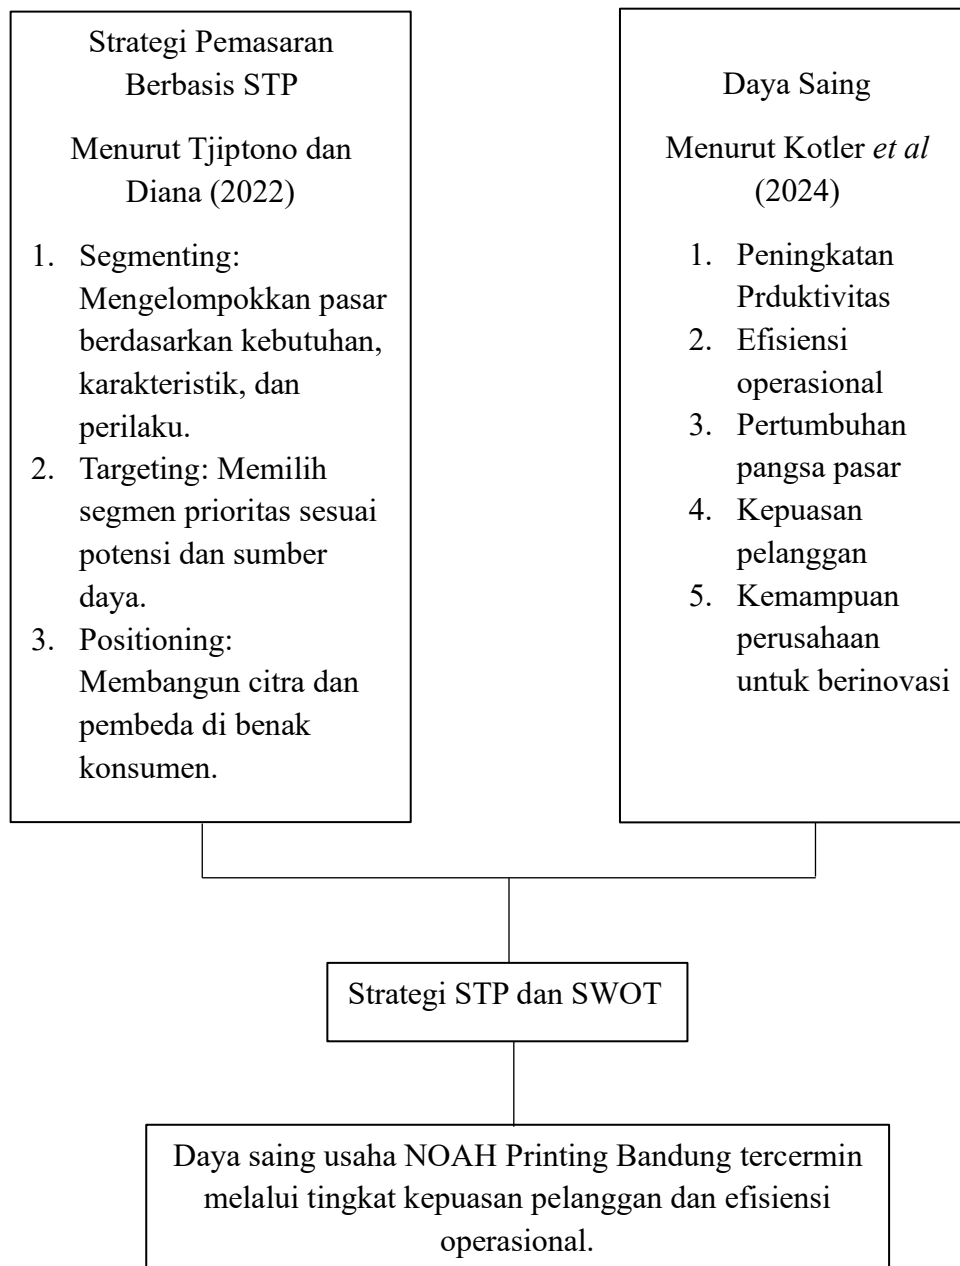 Strategi Pemasaran
Berbasis STP
Menurut Tjiptono dan
Diana (2022)
1. Segmenting:
Mengelompokkan pasar
berdasarkan kebutuhan,
karakteristik, dan
perilaku.
2. Targeting: Memilih
segmen prioritas sesuai
potensi dan sumber
daya.
3. Positioning:
Membangun citra dan
pembeda di benak
konsumen.
Daya Saing
Menurut Kotler et al
(2024)
1. Peningkatan
Prduktivitas
2. Efisiensi
operasional
3. Pertumbuhan
pangsa pasar
4. Kepuasan
pelanggan
5. Kemampuan
perusahaan
untuk berinovasi
Strategi STP dan SWOT
Daya saing usaha NOAH Printing Bandung tercermin
melalui tingkat kepuasan pelanggan dan efisiensi
operasional.